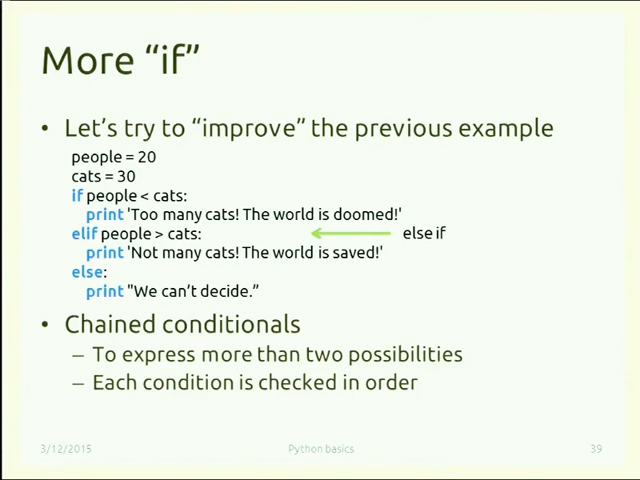 More “if”
• Let’s try to “improve” the previous example
people = 20
cats = 30
if people < cats:
print 'Too many cats! The world is doomed!'
elif people > cats:
else if
print 'Not many cats! The world is saved!'
else:
print "We can’t decide.”
• Chained conditionals
– To express more than two possibilities
– Each condition is checked in order
3/12/2015
Python basics
39